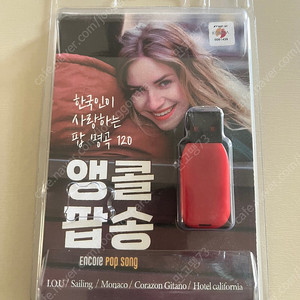 한국인이
사랑하는
팝 명곡 120
앵콜
팝송
ENCORE POP SONG
I.O.U / Sailing / Monaco / Corazon Gitano / Hotel california